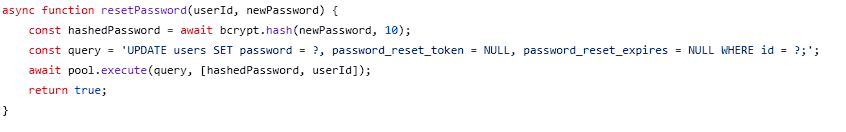 async function resetPassword(userId, newPassword) {
    const hashedPassword = await bcrypt.hash(newPassword, 10);
    const query = 'UPDATE users SET password = ?, password_reset_token = NULL, password_reset_expires = NULL WHERE id = ?;';
    await pool.execute(query, [hashedPassword, userId]);
    return true;
}